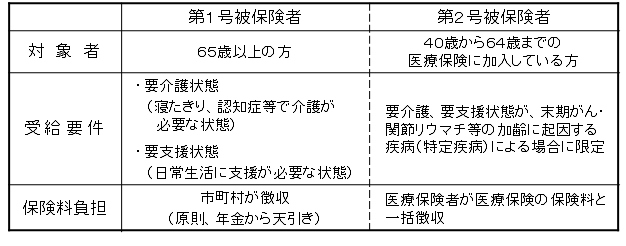 第1号被保険者
第2号被保険者
対象者
65歳以上の方
40歳から64歳までの
医療保険に加入している方
受給要件
・要介護状態
（寝たきり、認知症等で介護が
必要な状態）
・要支援状態
（日常生活に支援が必要な状態）
要介護、要支援状態が、末期がん・
関節リウマチ等の加齢に起因する
疾病（特定疾病）による場合に限定
保険料負担
市町村が徴収
（原則、年金から天引き）
医療保険者が医療保険の保険料と
一括徴収